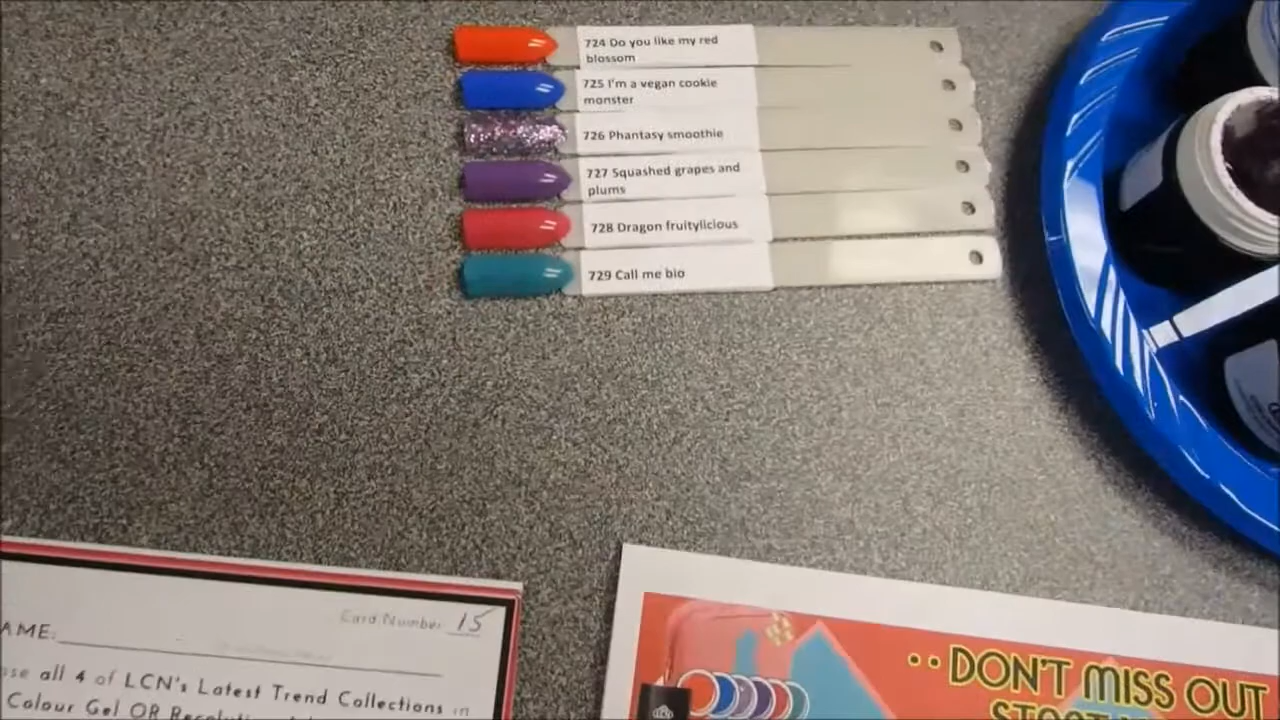 724 Do you like my red
blossom
725 I'm a vegan cookie
monster
726 Phantasy smoothie
727 Squashed grapes and
plums
728 Dragon fruitylicious
729 Call me bio
Card Number 15
AME:
all 4 of LCN's Latest Trend Collections in
Colour Gel OR
DON'T MISS OUT